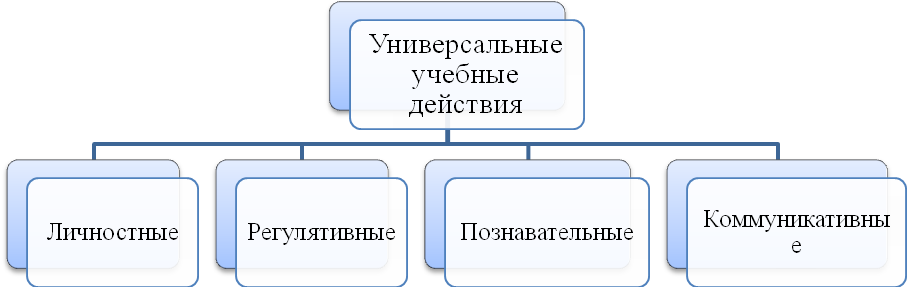 Универсальные
учебные
действия
Личностные
Регулятивные
Познавательные
Коммуникативны
е